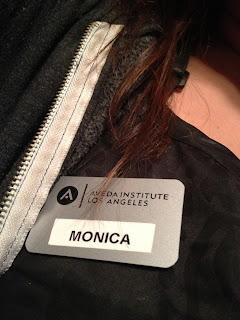 A AVEDA INSTITUTE
LOS ANGELES
MONICA